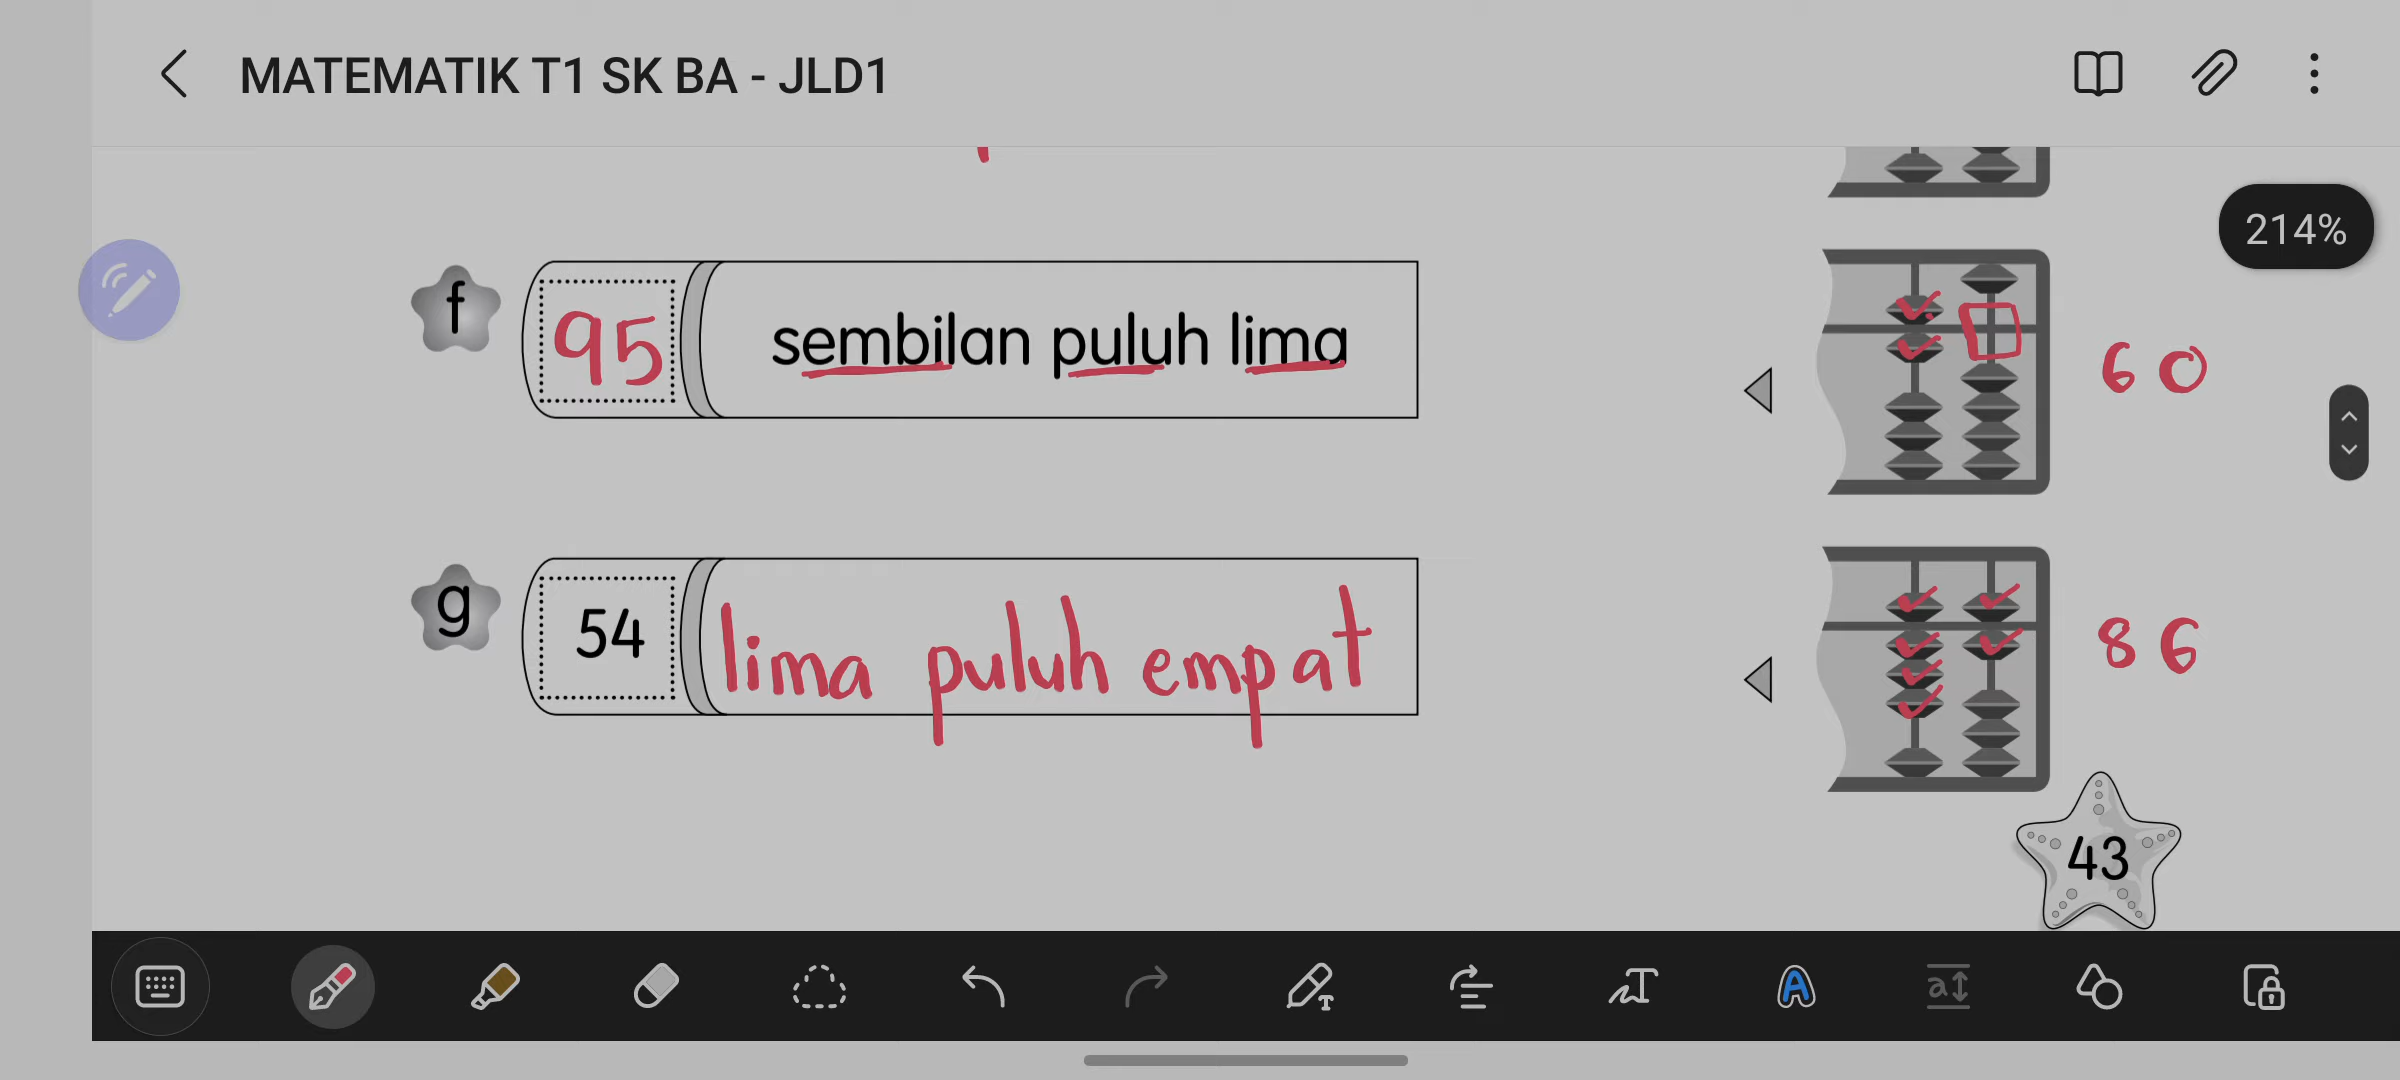 MATEMATIK T1 SK BA - JLD1
214%
f 95 sembilan puluh lima
60
g 54 lima puluh empat
86
43